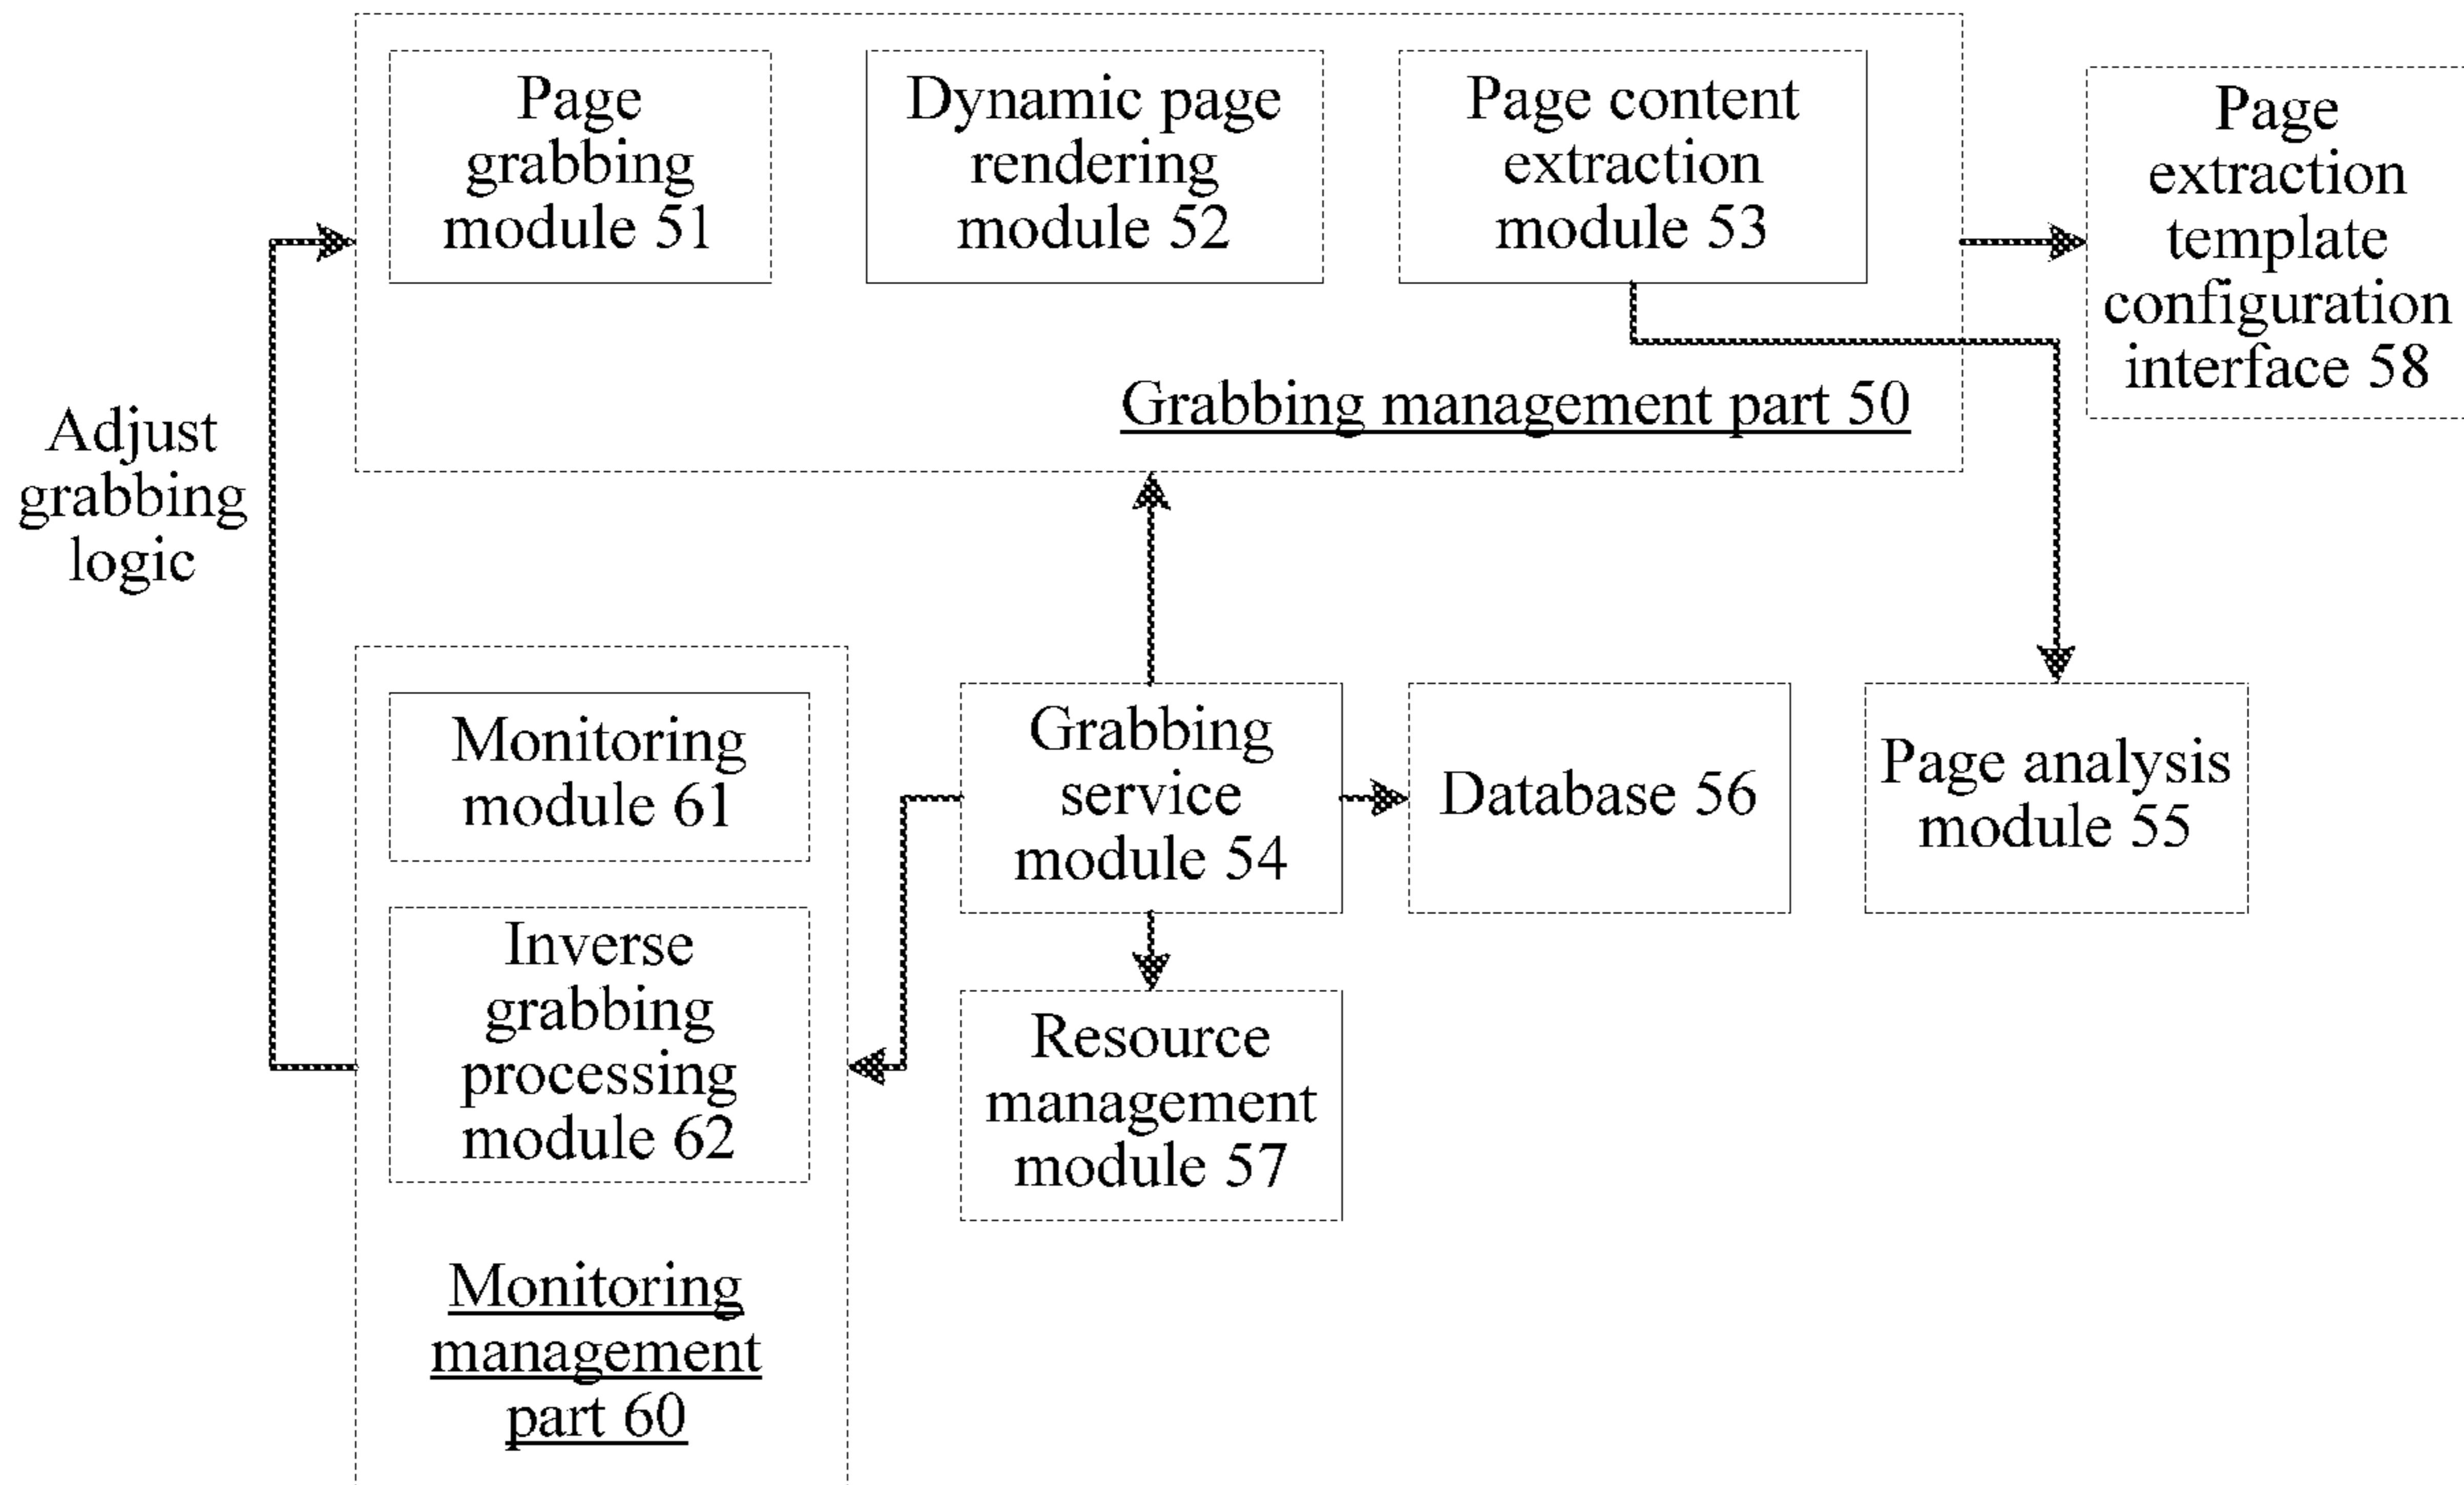 Page
grabbing
module 51
Dynamic page
rendering
module 52
Page content
extraction
module 53
Page
extraction
template
configuration
interface 58
Grabbing management part 50
Adjust
grabbing
logic
Monitoring
module 61
Inverse
grabbing
processing
module 62
Monitoring
management
part 60
Grabbing
service
module 54
Database 56
Page analysis
module 55
Resource
management
module 57